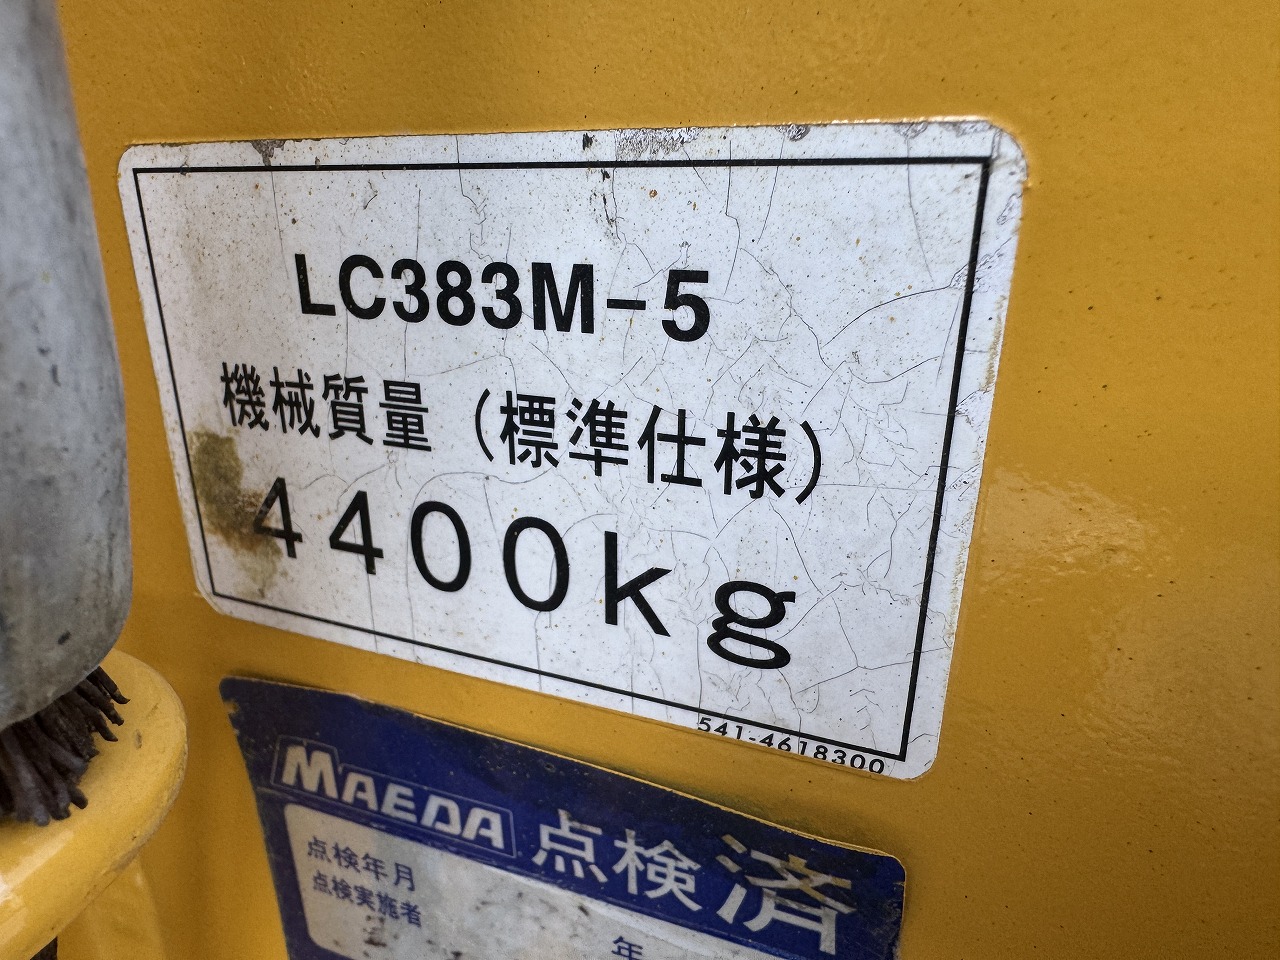 LC383M-5
機械質量（標準仕様）
4400kg
541-4618300
MAEDA 点検済
点検年月
点検実施者
年